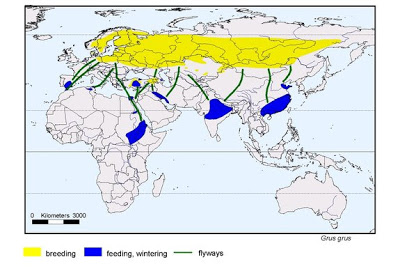 0 Kilometers 3000
Grus grus
breeding
feeding, wintering
flyways